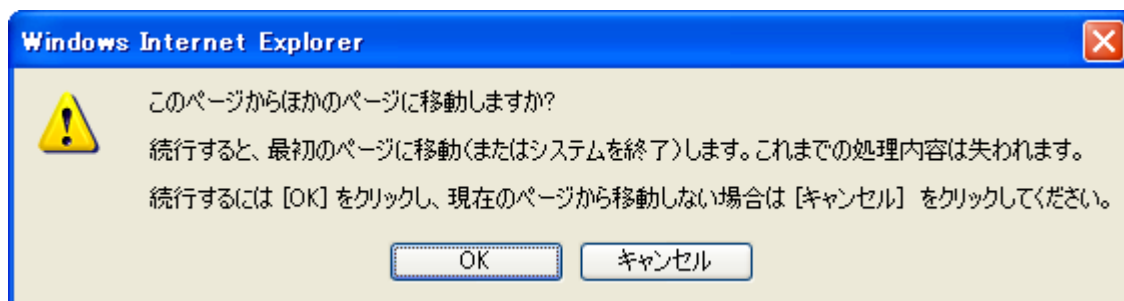 Windows Internet Explorer
このページからほかのページに移動しますか?
続行すると、最初のページに移動(またはシステムを終了)します。これまでの処理内容は失われます。
続行するには [OK] をクリックし、現在のページから移動しない場合は [キャンセル] をクリックしてください。
OK キャンセル